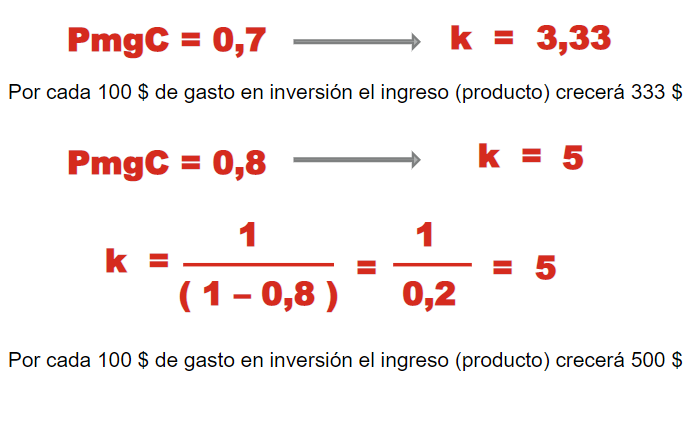 PmgC = 0,7 k = 3,33
Por cada 100 $ de gasto en inversión el ingreso (producto) crecerá 333 $
PmgC = 0,8 k = 5
k = 1 / ( 1 – 0,8 ) = 1 / 0,2 = 5
Por cada 100 $ de gasto en inversión el ingreso (producto) crecerá 500 $